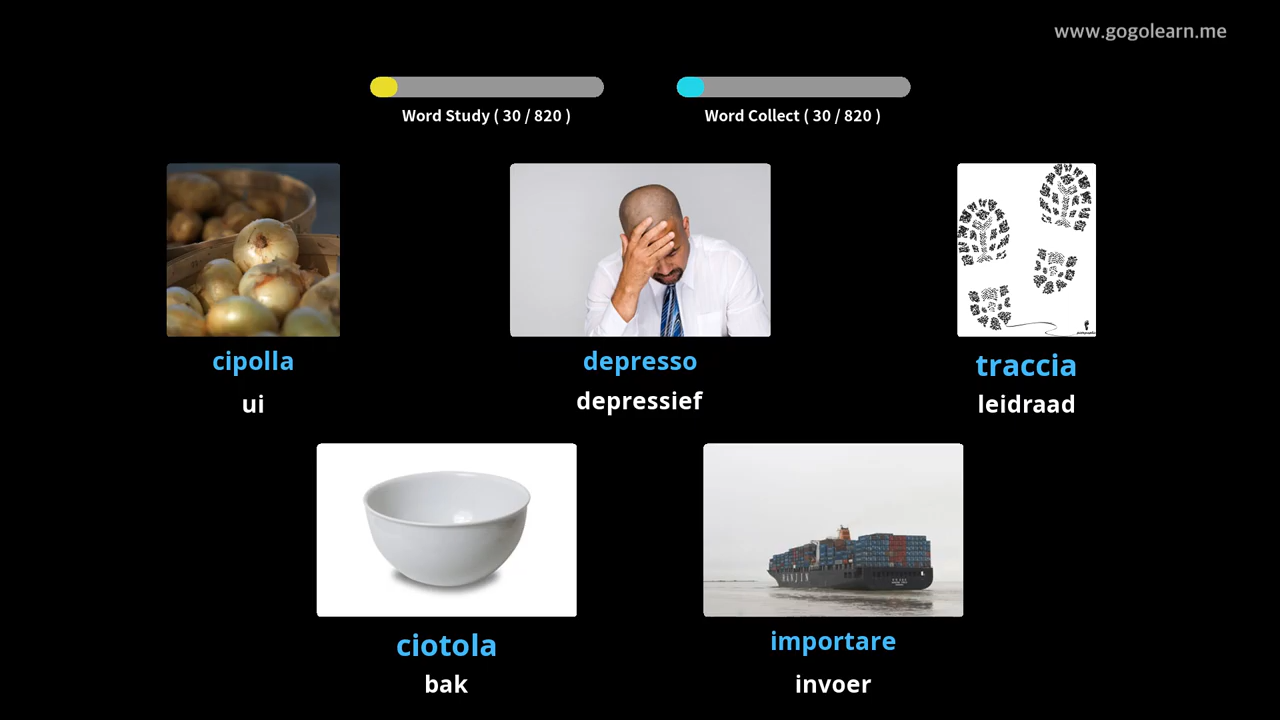 www.gogolearn.me
Word Study ( 30 / 820 )
Word Collect ( 30 / 820 )
cipolla
depresso
traccia
ui
depressief
leidraad
HANJIN
ciotola
importare
bak
invoer